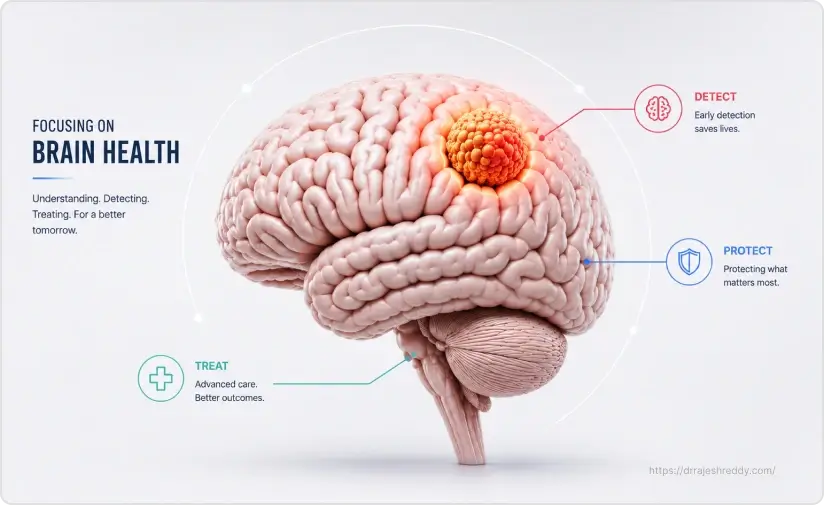 FOCUSING ON
BRAIN HEALTH
Understanding. Detecting.
Treating. For a better
tomorrow.
DETECT
Early detection
saves lives.
PROTECT
Protecting what
matters most.
TREAT
Advanced care.
Better outcomes.
https://drrajeshreddy.com/